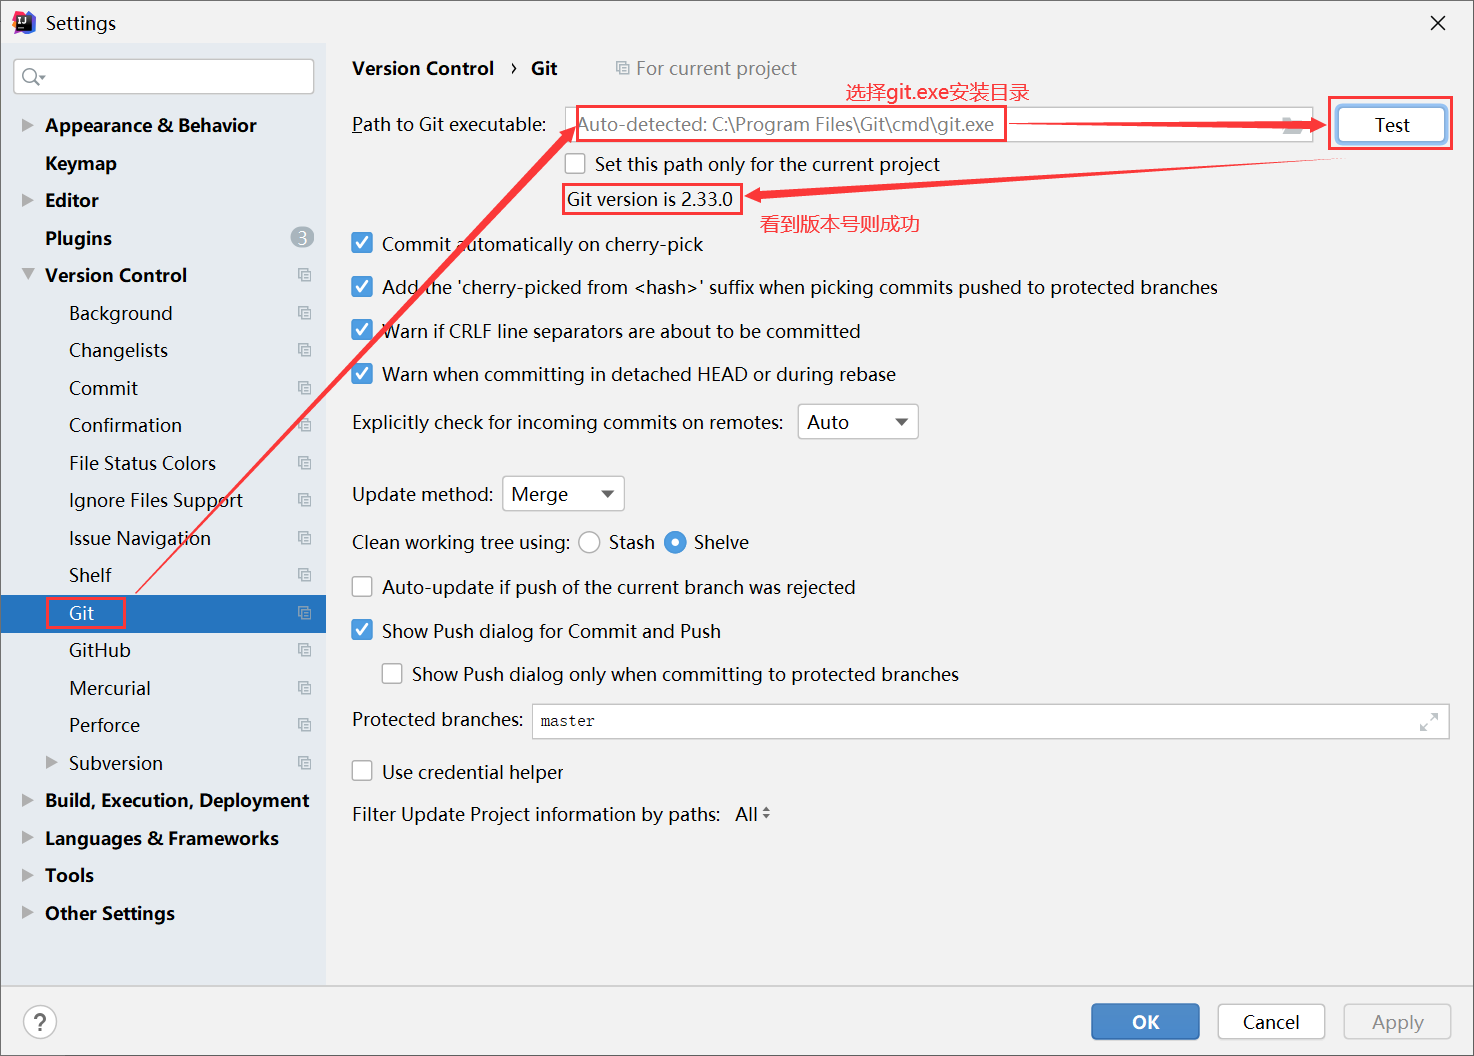 Settings
Version Control › Git For current project
选择git.exe安装目录
Path to Git executable: Auto-detected: C:\Program Files\Git\cmd\git.exe Test
Set this path only for the current project
Git version is 2.33.0
看到版本号则成功
Commit automatically on cherry-pick
Add the 'cherry-picked from <hash>' suffix when picking commits pushed to protected branches
Warn if CRLF line separators are about to be committed
Warn when committing in detached HEAD or during rebase
Explicitly check for incoming commits on remotes: Auto
Update method: Merge
Clean working tree using: Stash Shelve
Auto-update if push of the current branch was rejected
Show Push dialog for Commit and Push
Show Push dialog only when committing to protected branches
Protected branches: master
Use credential helper
Filter Update Project information by paths: All
Appearance & Behavior
Keymap
Editor
Plugins 3
Version Control
Background
Changelists
Commit
Confirmation
File Status Colors
Ignore Files Support
Issue Navigation
Shelf
Git
GitHub
Mercurial
Perforce
Subversion
Build, Execution, Deployment
Languages & Frameworks
Tools
Other Settings
? OK Cancel Apply